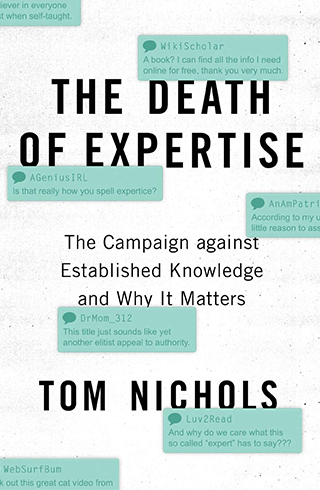 iever in everyone
st when self-taught.
WikiScholar
A book? I can find all the info I need
online for free, thank you very much.
THE DEATH
OF EXPERTISE
AGeniusIRL
Is that really how you spell expertice?
AnAmPatri
According to my u
little reason to ass
The Campaign against
Established Knowledge
and Why It Matters
DrMom_312
This title just sounds like yet
another elitist appeal to authority.
TOM NICHOLS
Luv2Read
And why do we care what this
so called "expert" has to say???
WebSurfBum
k out this great cat video from